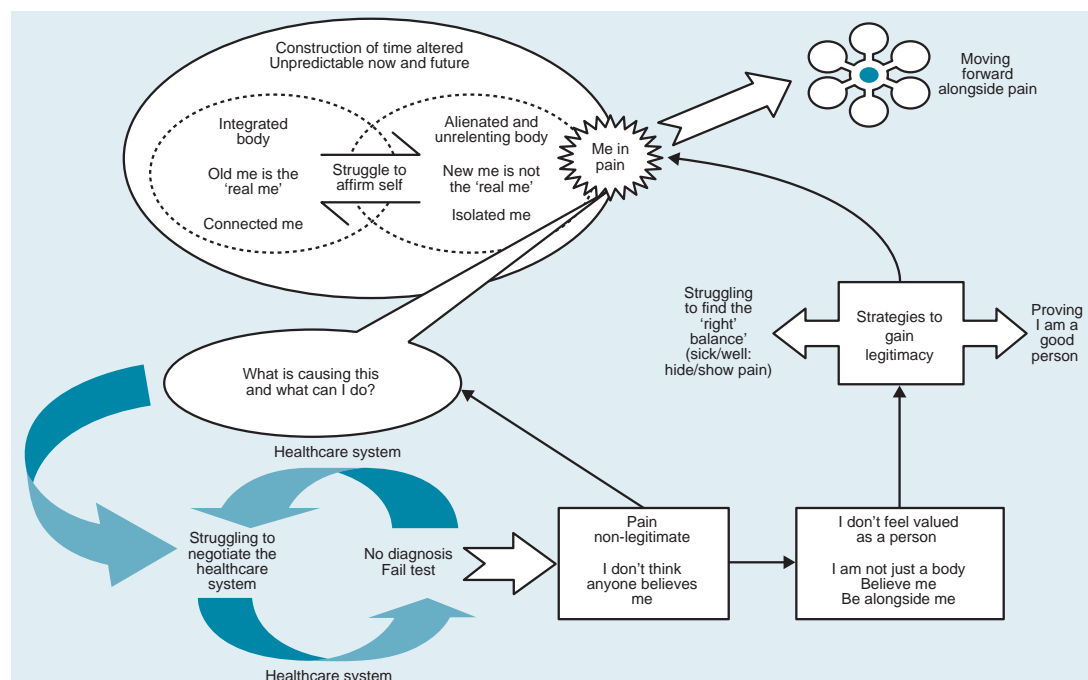 Construction of time altered
Unpredictable now and future
Integrated
body
Old me is the
‘real me’
Connected me
Struggle to
affirm self
Alienated and
unrelenting body
New me is not
the ‘real me’
Isolated me
Me in
pain
Moving
forward
alongside pain
What is causing this
and what can I do?
Struggling
to find the
‘right’
balance’
(sick/well:
hide/show pain)
Strategies to
gain
legitimacy
Proving
I am a
good
person
Healthcare system
Struggling to
negotiate the
healthcare
system
No diagnosis
Fail test
Healthcare system
Pain
non-legitimate
I don’t think
anyone believes
me
I don’t feel valued
as a person
I am not just a body
Believe me
Be alongside me